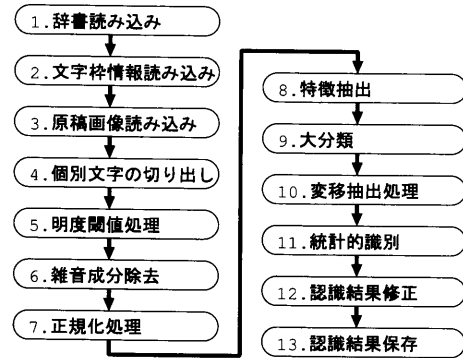 1.辞書読み込み
2.文字枠情報読み込み
3.原稿画像読み込み
4.個別文字の切り出し
5.明度閾値処理
6.雑音成分除去
7.正規化処理
8.特徴抽出
9.大分類
10.変移抽出処理
11.統計的識別
12.認識結果修正
13.認識結果保存